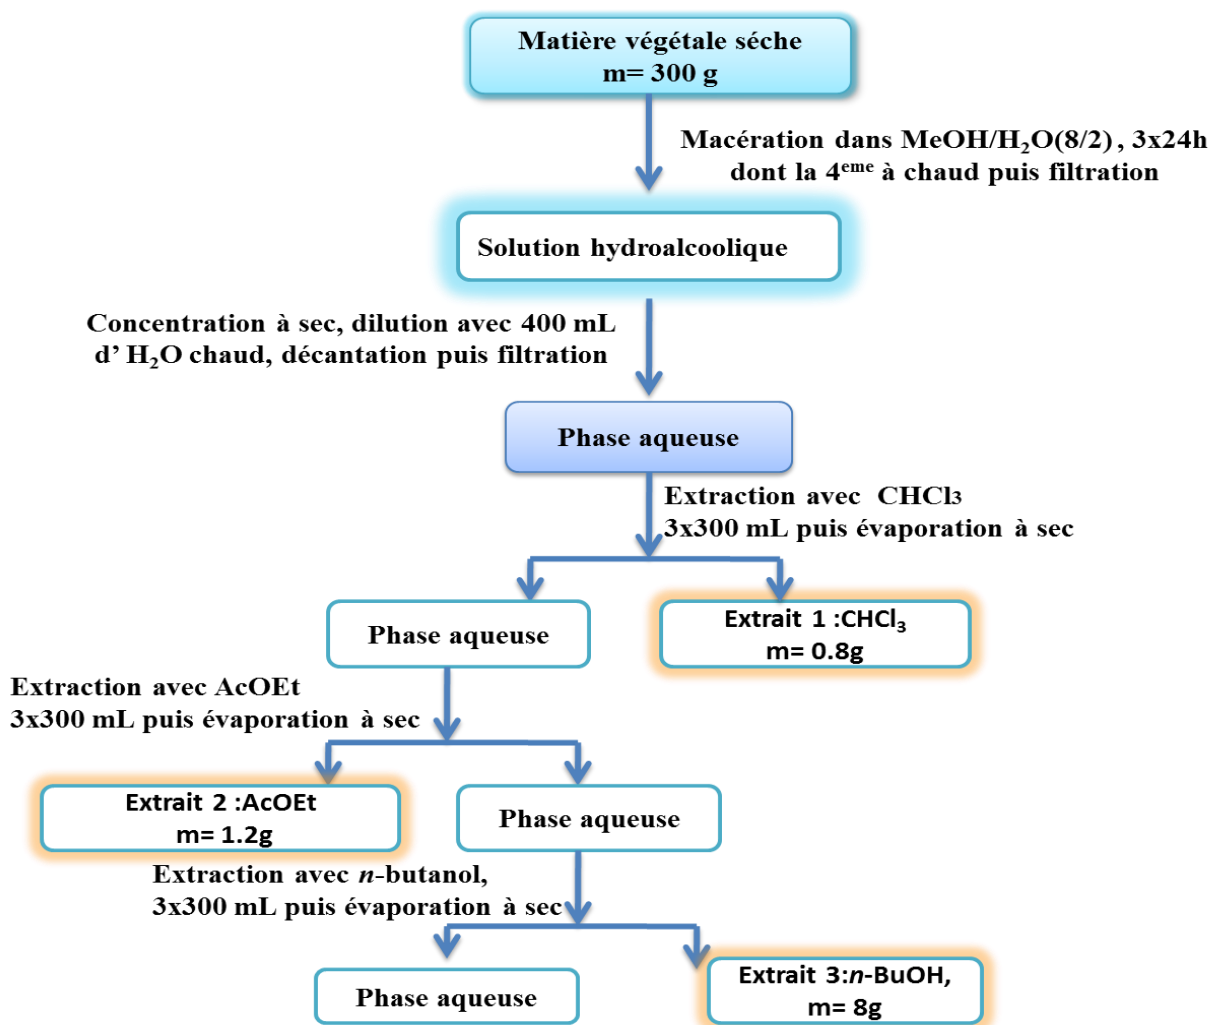 Matière végétale séche
m= 300 g
Macération dans MeOH/H₂O(8/2), 3x24h
dont la 4ᵉᵐᵉ à chaud puis filtration
Solution hydroalcoolique
Concentration à sec, dilution avec 400 mL
d’ H₂O chaud, décantation puis filtration
Phase aqueuse
Extraction avec CHCl3
3x300 mL puis évaporation à sec
Phase aqueuse
Extrait 1 :CHCl₃
m= 0.8g
Extraction avec AcOEt
3x300 mL puis évaporation à sec
Extrait 2 :AcOEt
m= 1.2g
Phase aqueuse
Extraction avec n-butanol,
3x300 mL puis évaporation à sec
Phase aqueuse
Extrait 3:n-BuOH,
m= 8g